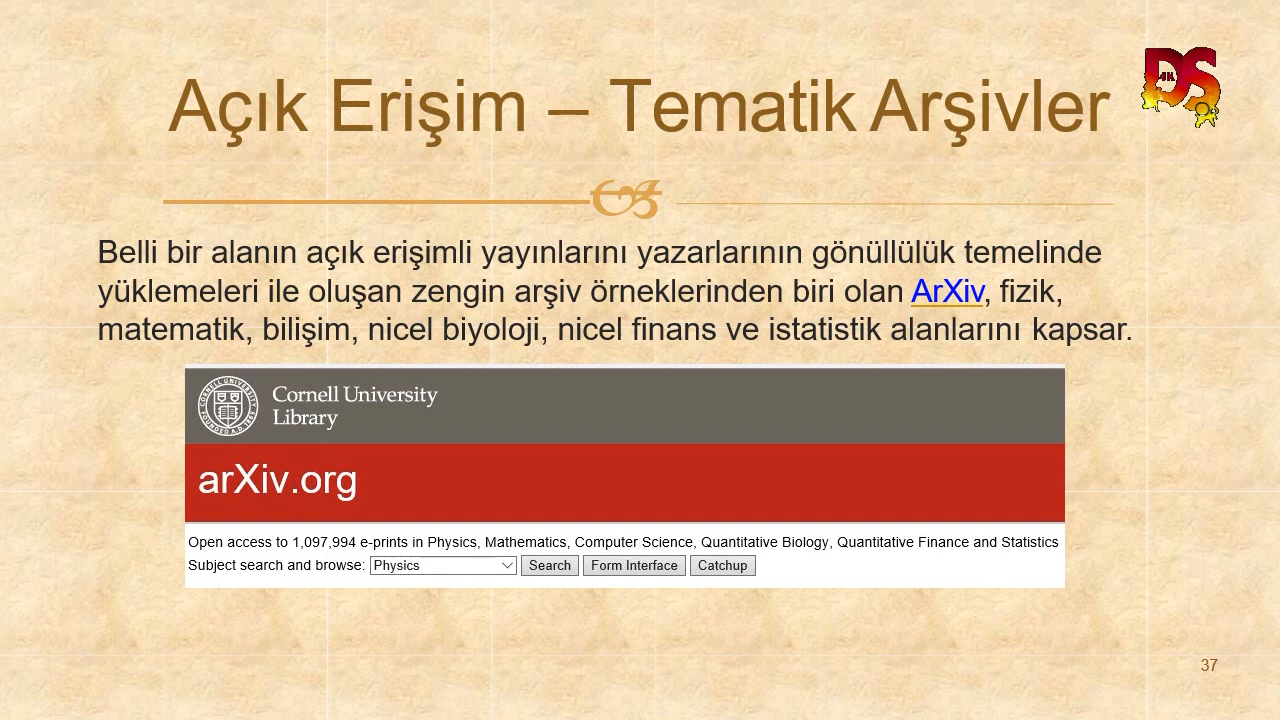 Açık Erişim – Tematik Arşivler
Belli bir alanın açık erişimli yayınlarını yazarlarının gönüllülük temelinde
yüklemeleri ile oluşan zengin arşiv örneklerinden biri olan ArXiv, fizik,
matematik, bilişim, nicel biyoloji, nicel finans ve istatistik alanlarını kapsar.
Cornell University
Library
arXiv.org
Open access to 1,097,994 e-prints in Physics, Mathematics, Computer Science, Quantitative Biology, Quantitative Finance and Statistics
Subject search and browse: Physics Search Form Interface Catchup
37